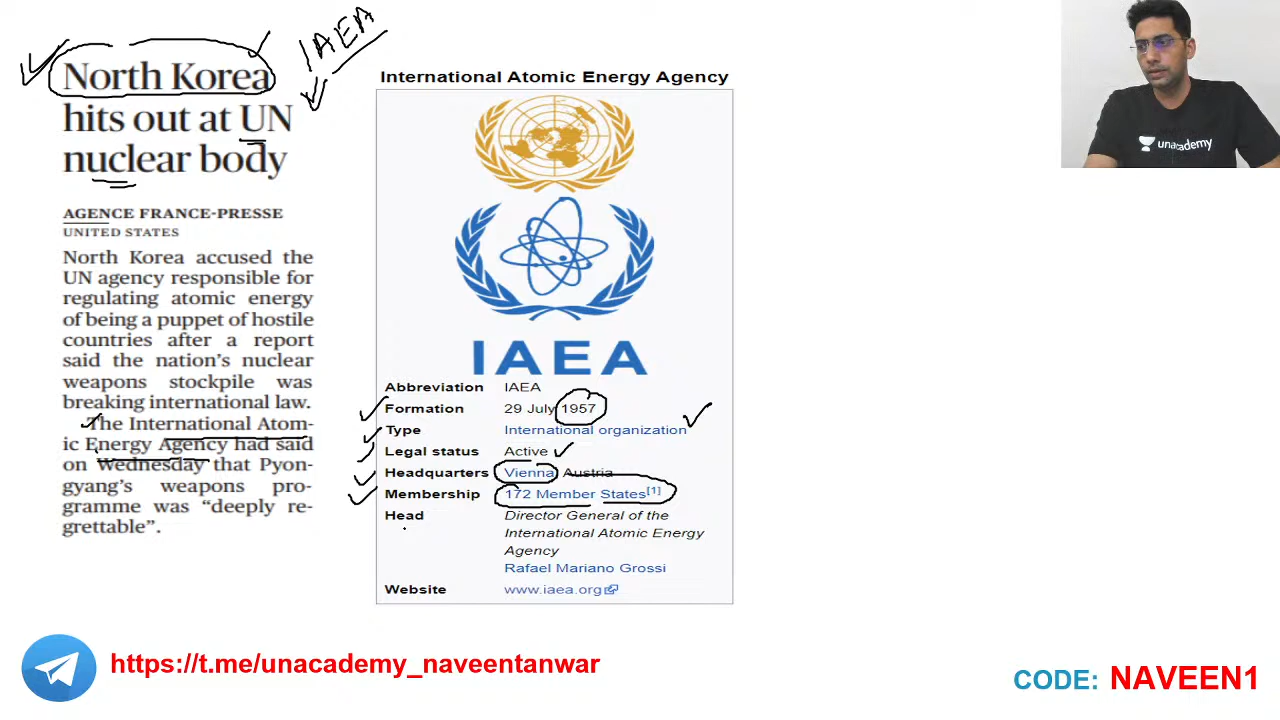 North Korea
hits out at UN
nuclear body
AGENCE FRANCE-PRESSE
UNITED STATES
North Korea accused the
UN agency responsible for
regulating atomic energy
of being a puppet of hostile
countries after a report
said the nation's nuclear
weapons stockpile was
breaking international law.
The International Atom-
ic Energy Agency had said
on Wednesday that Pyon-
gyang's weapons pro-
gramme was "deeply re-
grettable".
IAEA
International Atomic Energy Agency
IAEA
Abbreviation IAEA
Formation 29 July 1957
Type International organization
Legal status Active
Headquarters Vienna, Austria
Membership 172 Member States[1]
Head Director General of the
International Atomic Energy
Agency
Rafael Mariano Grossi
Website www.iaea.org
unacademy
https://t.me/unacademy_naveentanwar
CODE: NAVEEN1